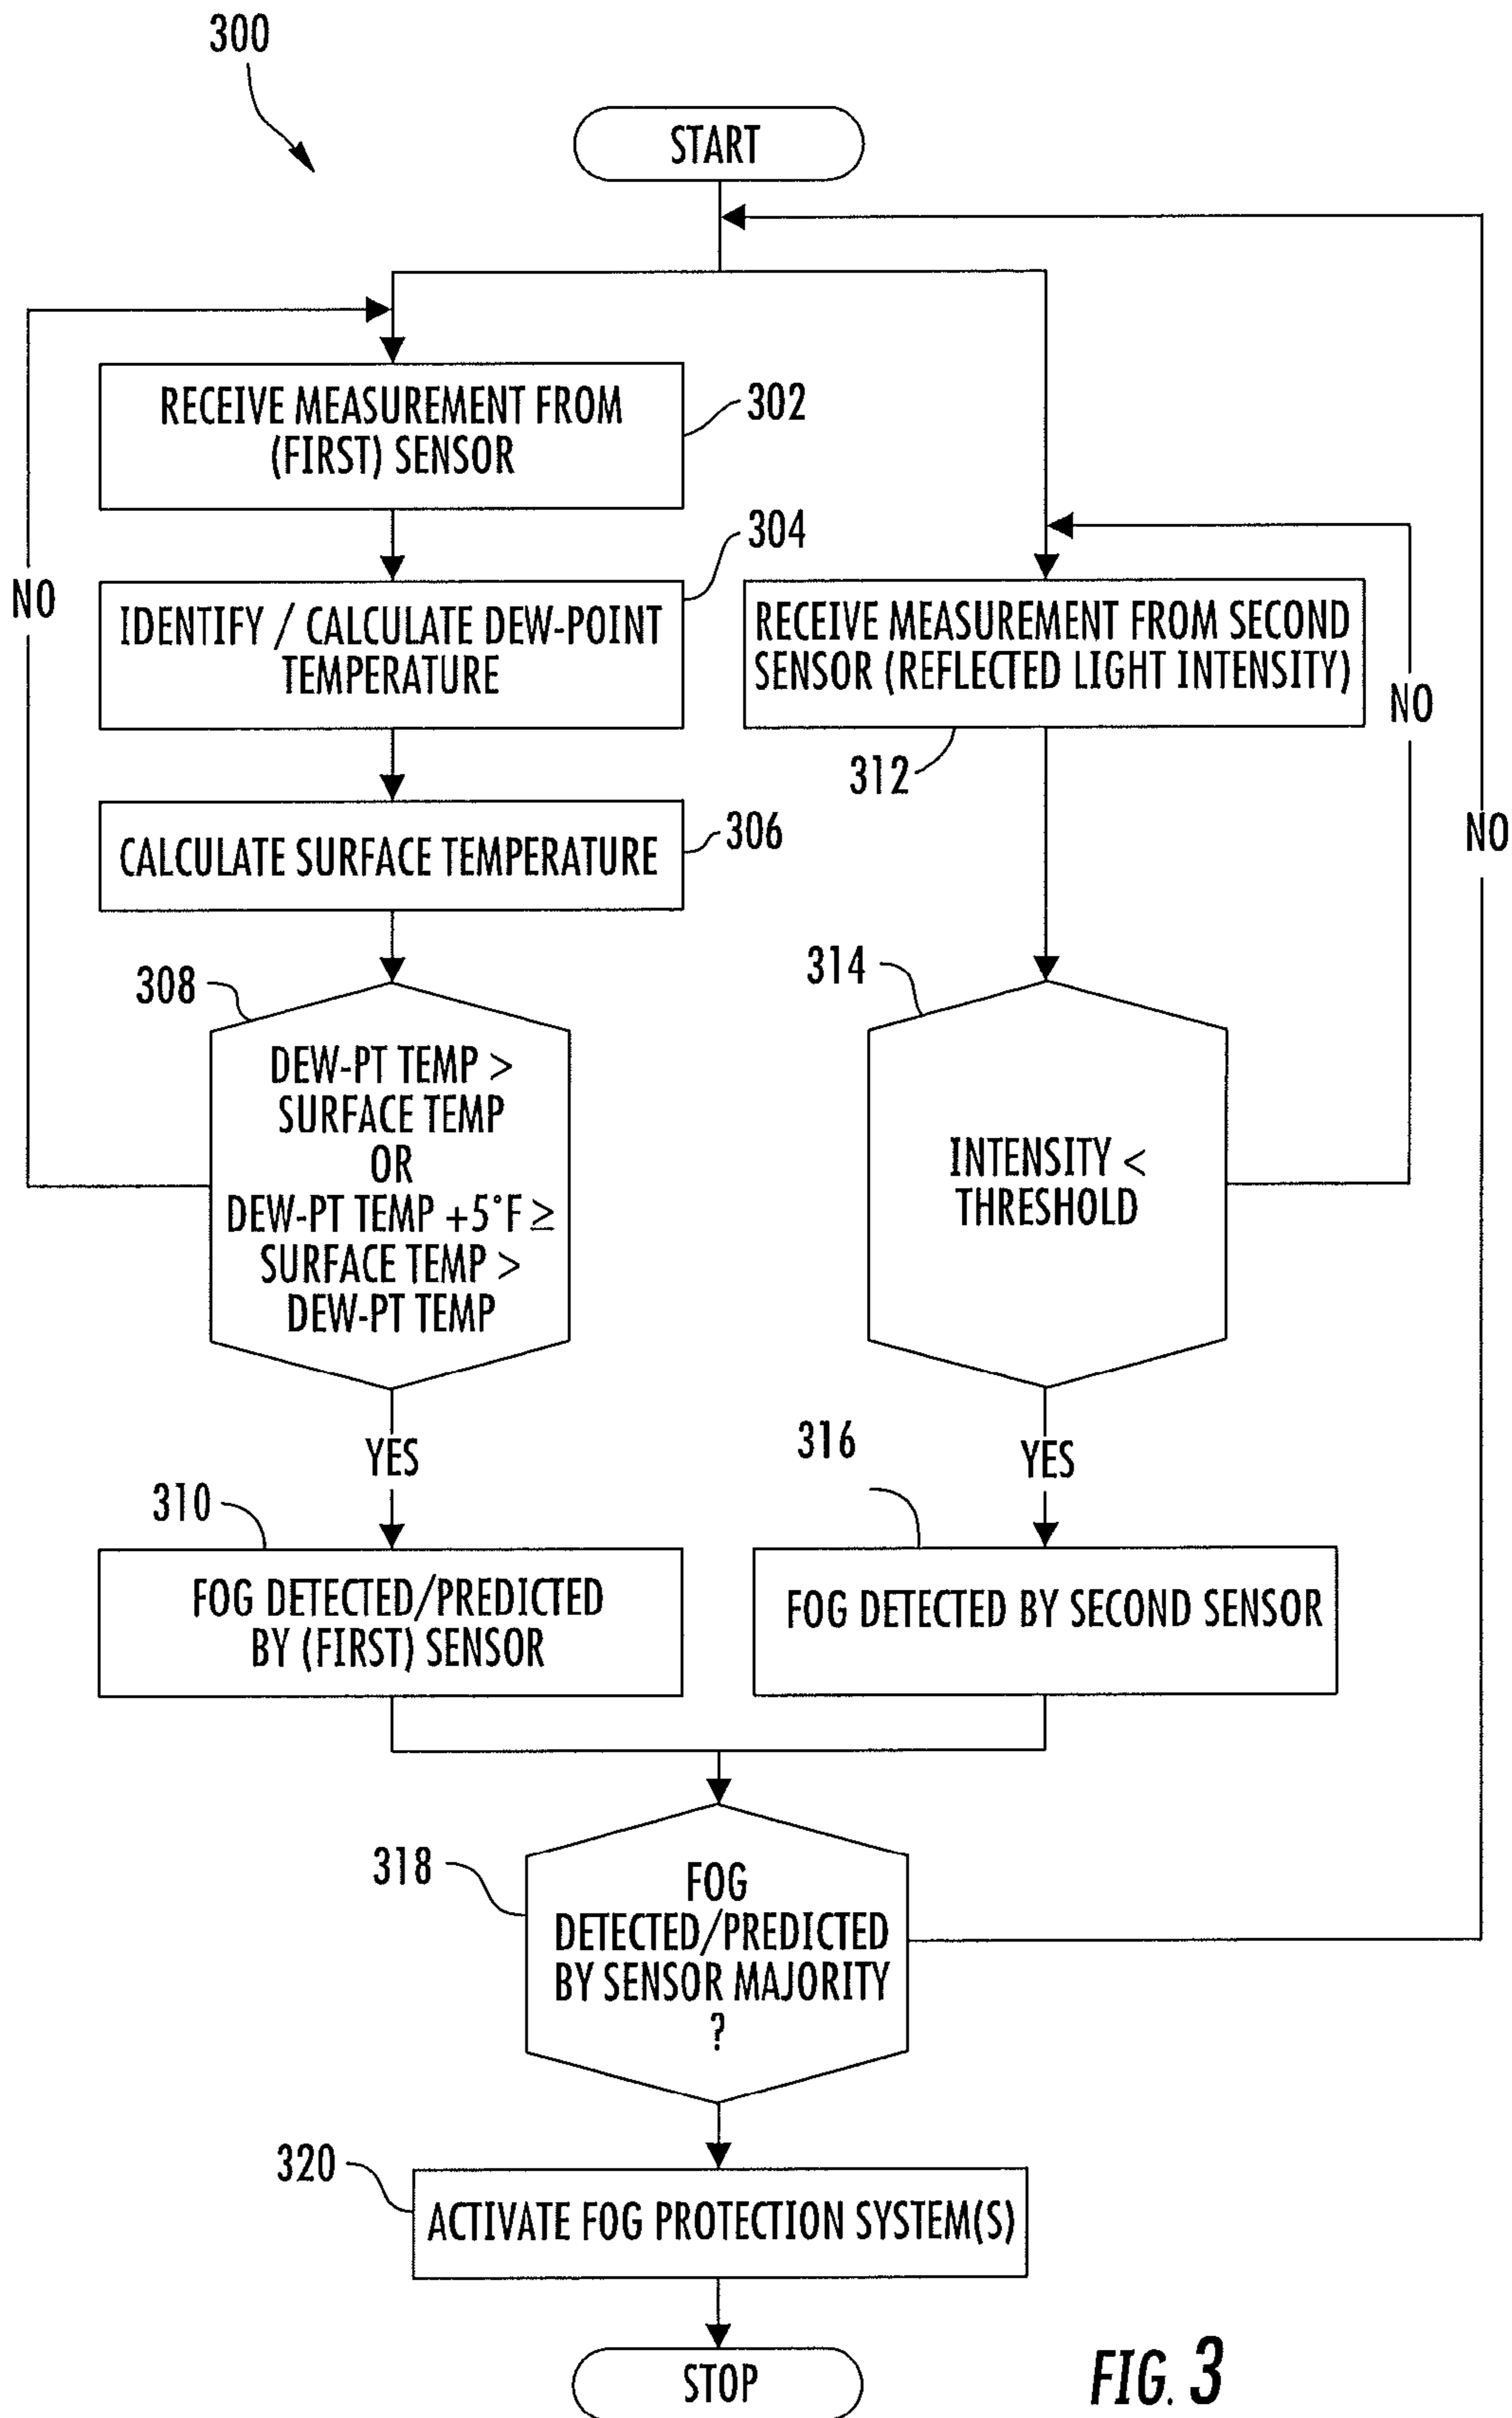 300
START
RECEIVE MEASUREMENT FROM
(FIRST) SENSOR
302
304
IDENTIFY / CALCULATE DEW-POINT
TEMPERATURE
RECEIVE MEASUREMENT FROM SECOND
SENSOR (REFLECTED LIGHT INTENSITY)
312
NO
NO
NO
CALCULATE SURFACE TEMPERATURE
306
308
DEW-PT TEMP >
SURFACE TEMP
OR
DEW-PT TEMP +5°F ≥
SURFACE TEMP >
DEW-PT TEMP
314
INTENSITY <
THRESHOLD
YES
YES
310
FOG DETECTED/PREDICTED
BY (FIRST) SENSOR
316
FOG DETECTED BY SECOND SENSOR
318
FOG
DETECTED/PREDICTED
BY SENSOR MAJORITY
?
320
ACTIVATE FOG PROTECTION SYSTEM(S)
STOP
FIG. 3